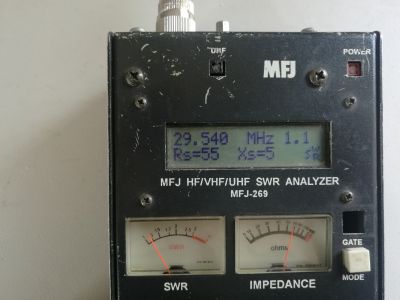 UHF
MFJ
POWER
29.540 MHz 1.1
Rs=55 Xs=5 SWR
MFJ HF/VHF/UHF SWR ANALYZER
MFJ-269
ohms
GATE
SWR
IMPEDANCE
MODE